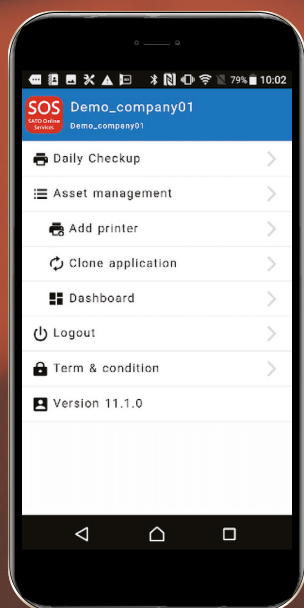 79% 10:02
SOS
SATO Online
Services
Demo_company01
Demo_company01
Daily Checkup
Asset management
Add printer
Clone application
Dashboard
Logout
Term & condition
Version 11.1.0